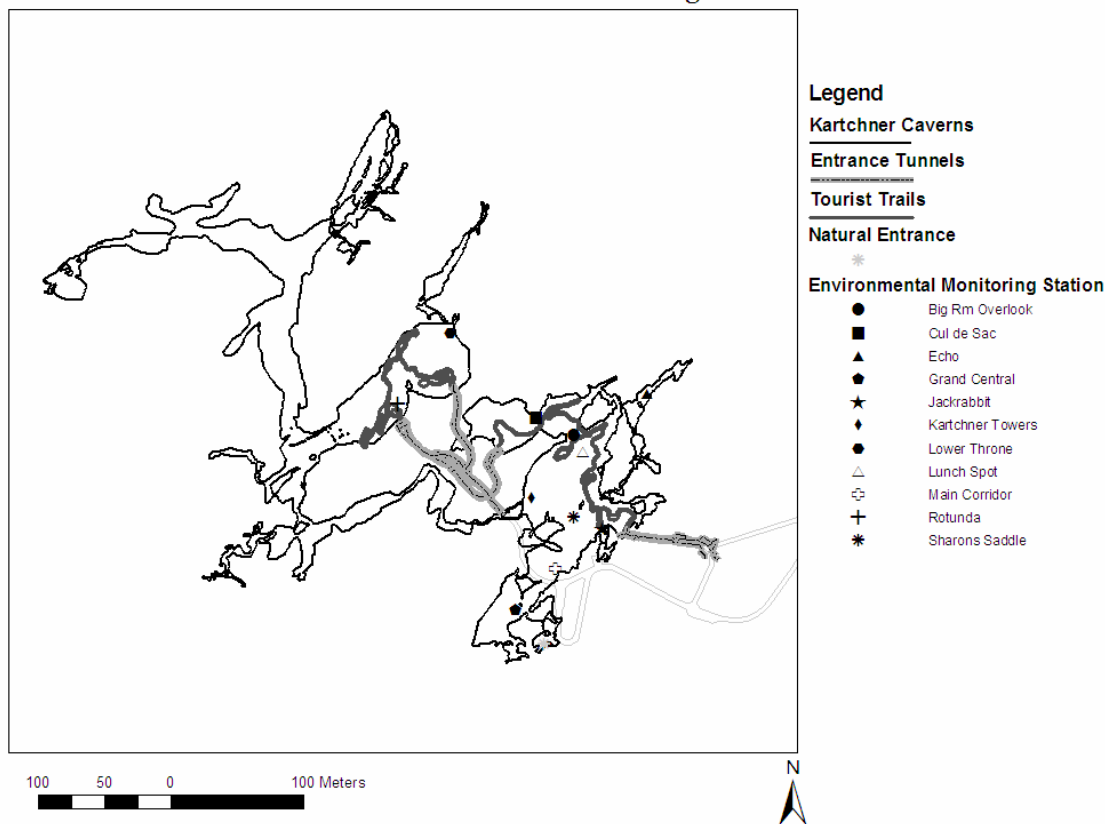 Legend
Kartchner Caverns
Entrance Tunnels
Tourist Trails
Natural Entrance
Environmental Monitoring Station
Big Rm Overlook
Cul de Sac
Echo
Grand Central
Jackrabbit
Kartchner Towers
Lower Throne
Lunch Spot
Main Corridor
Rotunda
Sharons Saddle
100 50 0 100 Meters
N